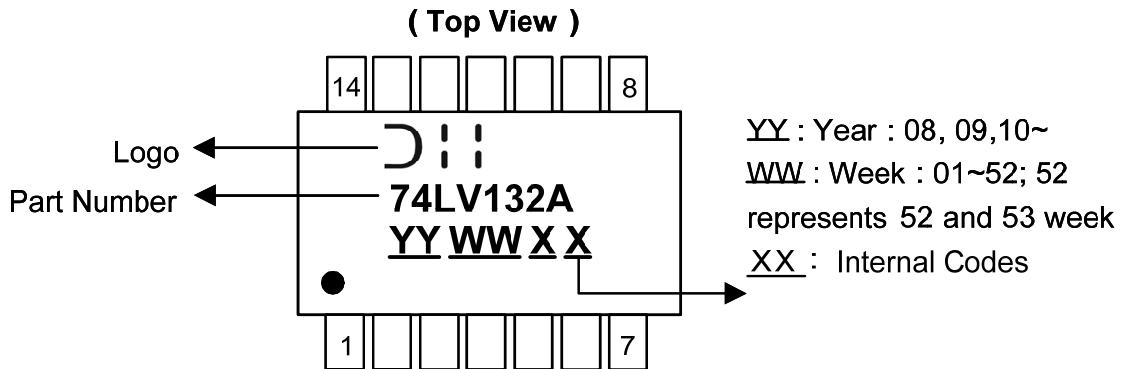 ( Top View )
14 8
Logo
Part Number
74LV132A
YY WW X X
1 7
YY : Year : 08, 09,10~
WW : Week : 01~52; 52
represents 52 and 53 week
XX : Internal Codes